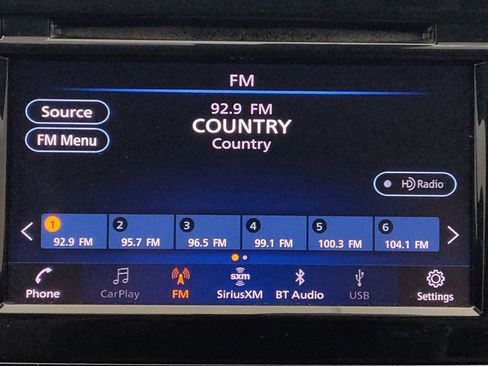 FM
92.9 FM
COUNTRY
Country
Source
FM Menu
HD Radio
1 2 3 4 5 6
92.9 FM 95.7 FM 96.5 FM 99.1 FM 100.3 FM 104.1 FM
sxm
Phone CarPlay FM SiriusXM BT Audio USB Settings